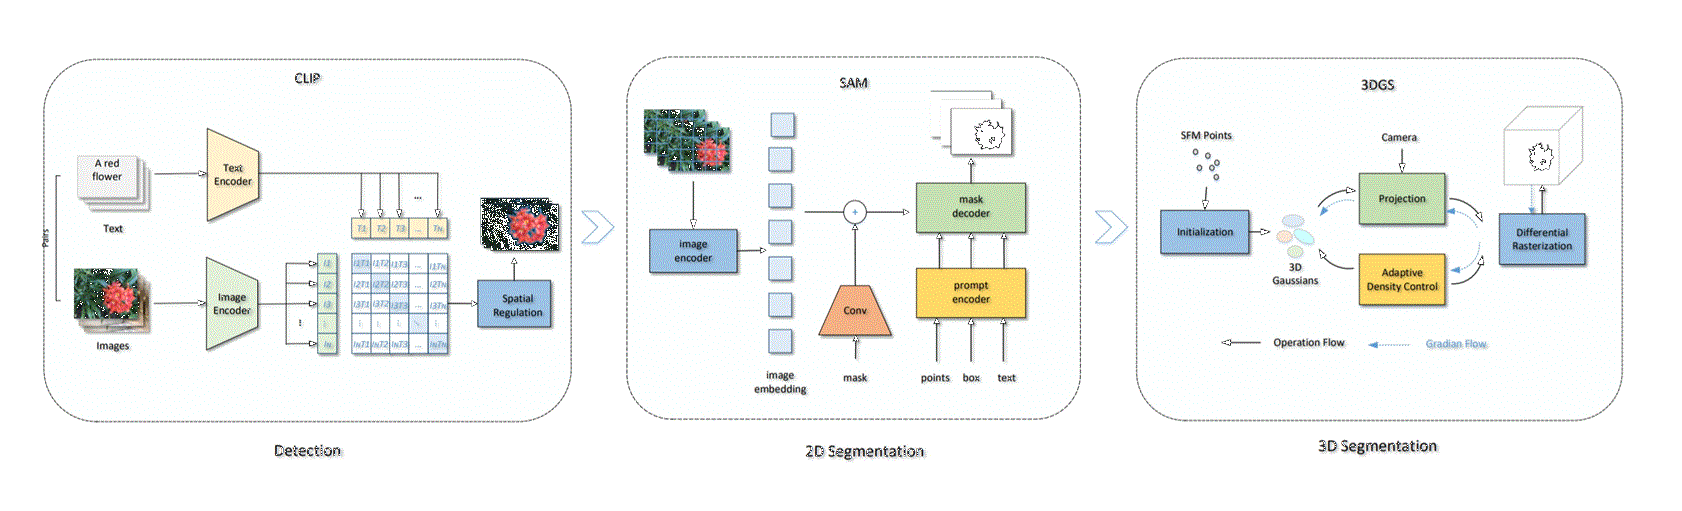 CLIP
A red
flower
Text
Pairs
Images
Text
Encoder
Image
Encoder
...
T1 T2 T3 ... TN
I1
I2
I3
⋮
IN
I1T1 I1T2 I1T3 ... I1TN
I2T1 I2T2 I2T3 ... I2TN
I3T1 I3T2 I3T3 ... I3TN
INT1 INT2 INT3 ... INTN
Spatial
Regulation
Detection
SAM
image
encoder
image
embedding
+
Conv
mask
mask
decoder
prompt
encoder
points box text
2D Segmentation
3DGS
SFM Points
Initialization
3D
Gaussians
Camera
Projection
Adaptive
Density Control
Differential
Rasterization
Operation Flow
Gradian Flow
3D Segmentation